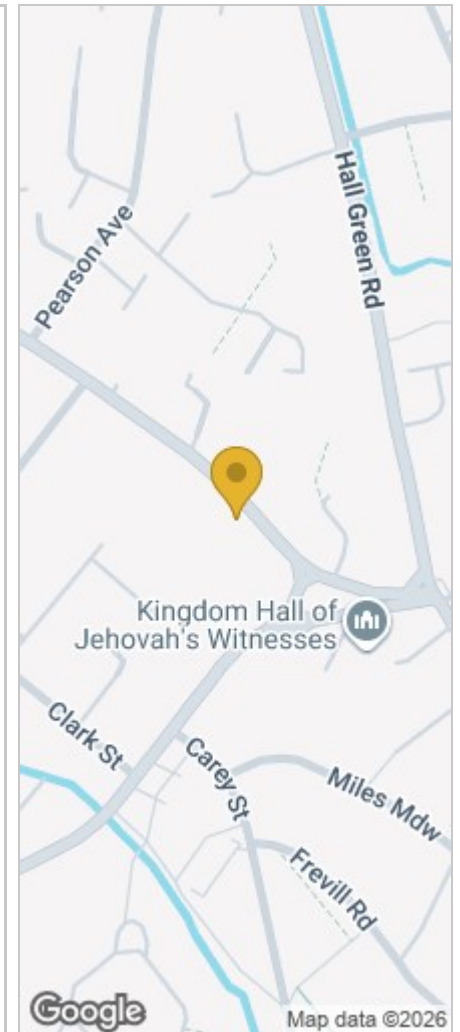 Hall Green Rd
Pearson Ave
Kingdom Hall of
Jehovah's Witnesses
Clark St
Carey St
Miles Mdw
Frevill Rd
Google
Map data ©2026